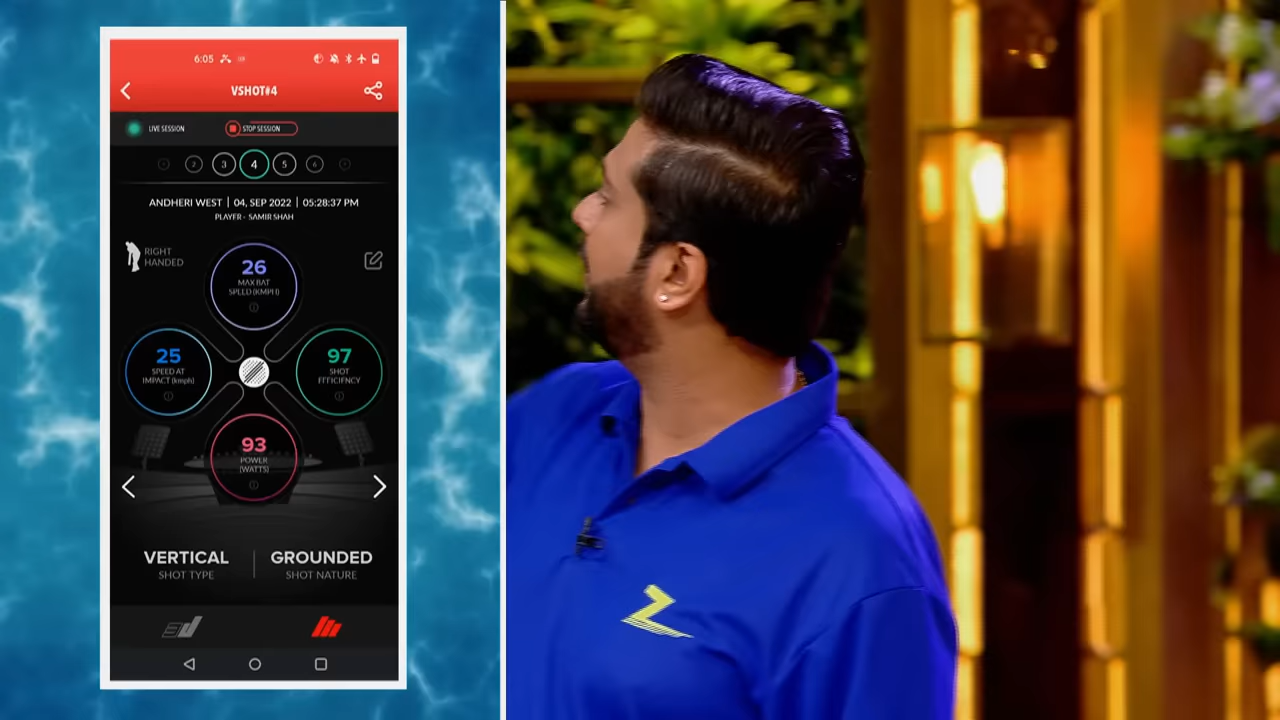 6:05
VSHOT#4
LIVE SESSION
STOP SESSION
2 3 4 5 6
ANDHERI WEST | 04, SEP 2022 | 05:28:37 PM
PLAYER - SAMIR SHAH
RIGHT
HANDED
26
MAX BAT
SPEED (KMPH)
25
SPEED AT
IMPACT (kmph)
97
SHOT
EFFICIENCY
93
POWER
(WATTS)
VERTICAL
SHOT TYPE
GROUNDED
SHOT NATURE
3D